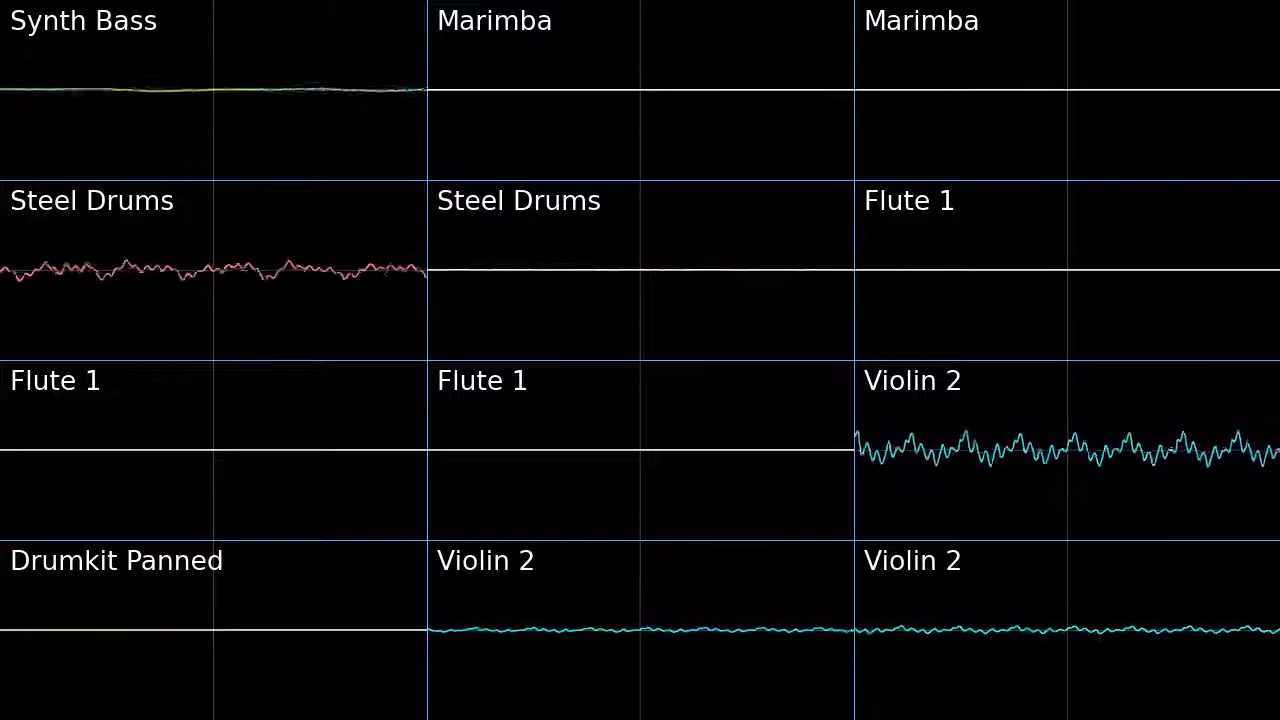 Synth Bass
Marimba
Marimba
Steel Drums
Steel Drums
Flute 1
Flute 1
Flute 1
Violin 2
Drumkit Panned
Violin 2
Violin 2